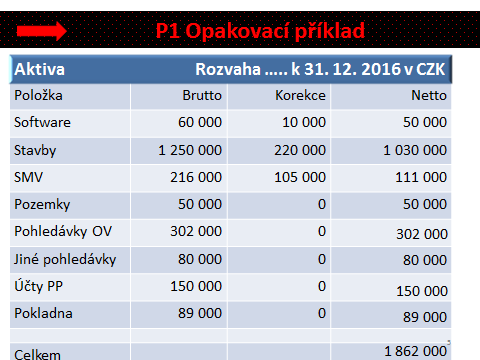 P1 Opakovací příklad
Aktiva Rozvaha ..... k 31. 12. 2016 v CZK
Položka Brutto Korekce Netto
Software 60 000 10 000 50 000
Stavby 1 250 000 220 000 1 030 000
SMV 216 000 105 000 111 000
Pozemky 50 000 0 50 000
Pohledávky OV 302 000 0 302 000
Jiné pohledávky 80 000 0 80 000
Účty PP 150 000 0 150 000
Pokladna 89 000 0 89 000
Celkem 1 862 000